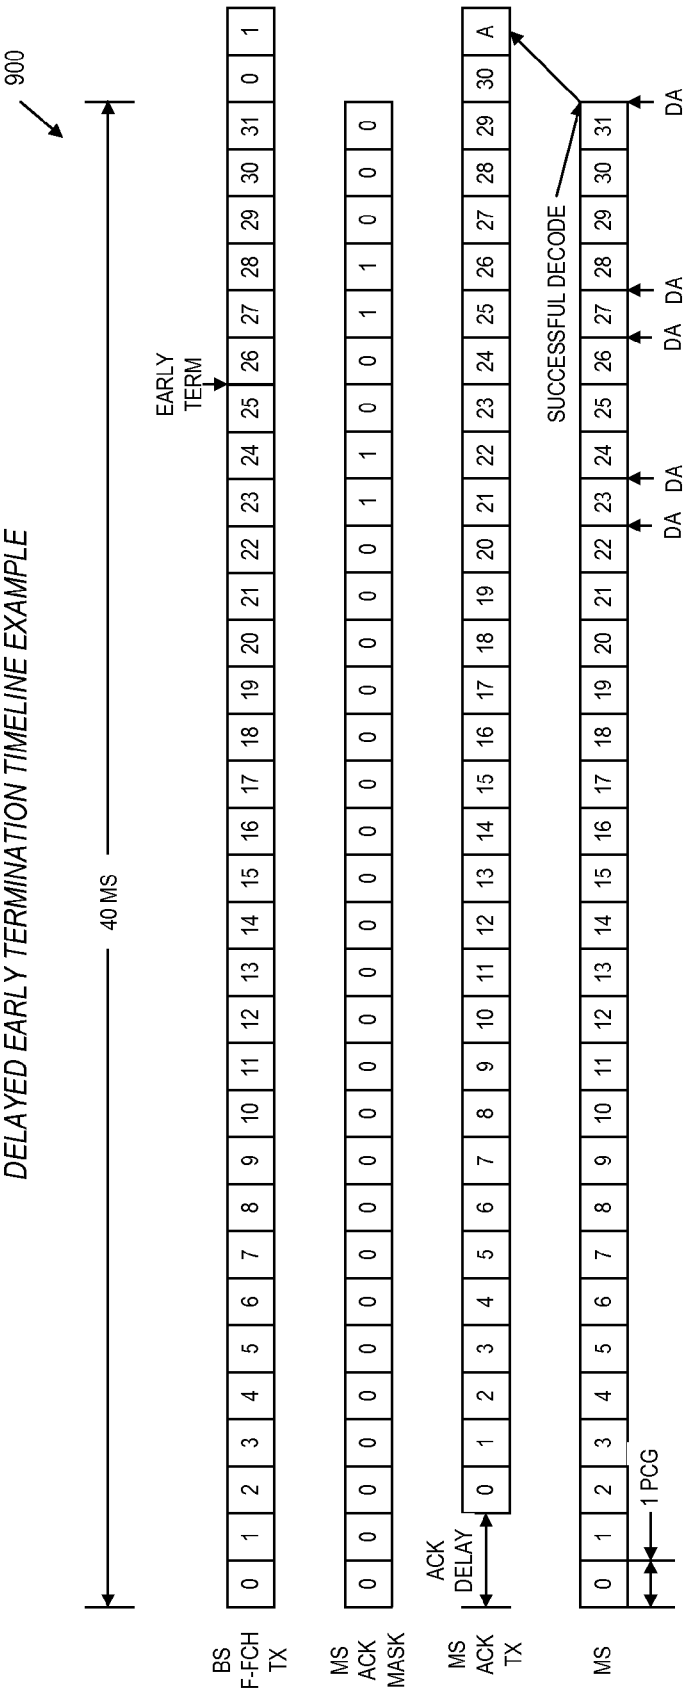 DELAYED EARLY TERMINATION TIMELINE EXAMPLE
900
40 MS
EARLY
TERM
BS
F-FCH
TX
0 1 2 3 4 5 6 7 8 9 10 11 12 13 14 15 16 17 18 19 20 21 22 23 24 25 26 27 28 29 30 31 0 1
MS
ACK
MASK
0 0 0 0 0 0 0 0 0 0 0 0 0 0 0 0 0 0 0 0 0 0 0 1 1 0 0 1 1 0 0 0
ACK
DELAY
MS
ACK
TX
0 1 2 3 4 5 6 7 8 9 10 11 12 13 14 15 16 17 18 19 20 21 22 23 24 25 26 27 28 29 30 A
SUCCESSFUL DECODE
MS
0 1 2 3 4 5 6 7 8 9 10 11 12 13 14 15 16 17 18 19 20 21 22 23 24 25 26 27 28 29 30 31
1 PCG
DA DA DA DA DA